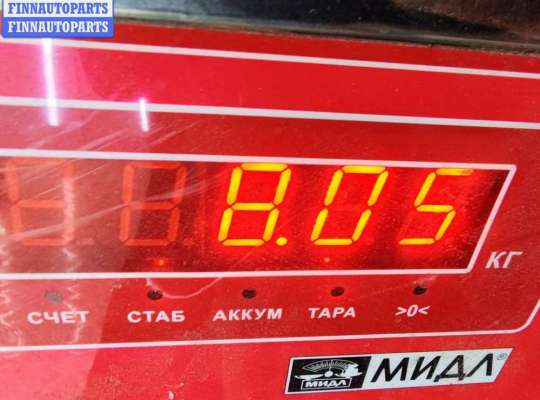 FINNAUTOPARTS
FINNAUTOPARTS
8.05
КГ
СЧЕТ СТАБ АККУМ ТАРА >0<
МИДЛ МИДЛ®